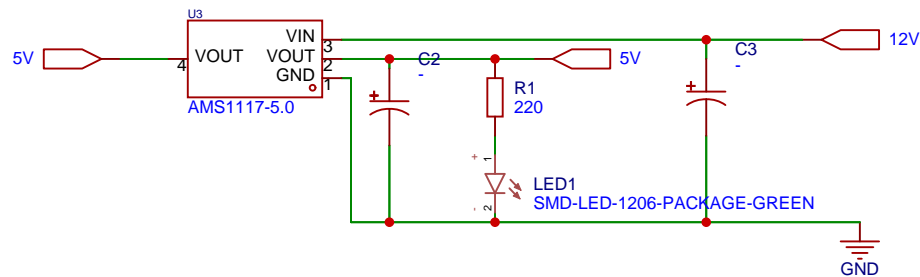 U3
VIN
3
5V
4
VOUT
VOUT
2
GND
1
AMS1117-5.0
C2
-
5V
C3
-
12V
R1
220
+
1
LED1
SMD-LED-1206-PACKAGE-GREEN
-
2
+
+
GND